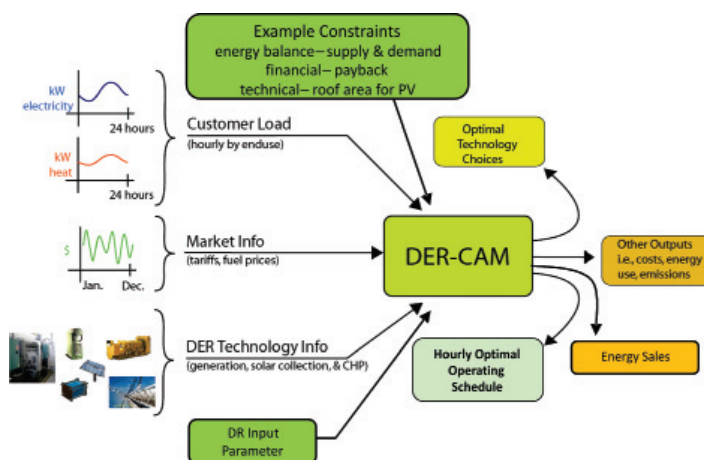 Example Constraints
energy balance– supply & demand
financial– payback
technical– roof area for PV
kW
electricity
24 hours
kW
heat
24 hours
Customer Load
(hourly by enduse)
Optimal
Technology
Choices
$
Jan.
Dec.
Market Info
(tariffs, fuel prices)
DER-CAM
Other Outputs
i.e., costs, energy
use, emissions
DER Technology Info
(generation, solar collection, & CHP)
Hourly Optimal
Operating
Schedule
Energy Sales
DR Input
Parameter